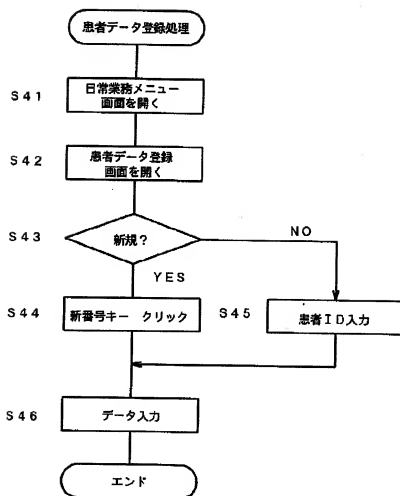 患者データ登録処理
S41
日常業務メニュー
画面を開く
S42
患者データ登録
画面を開く
S43
新規?
NO
YES
S44
新番号キー クリック
S45
患者ID入力
S46
データ入力
エンド